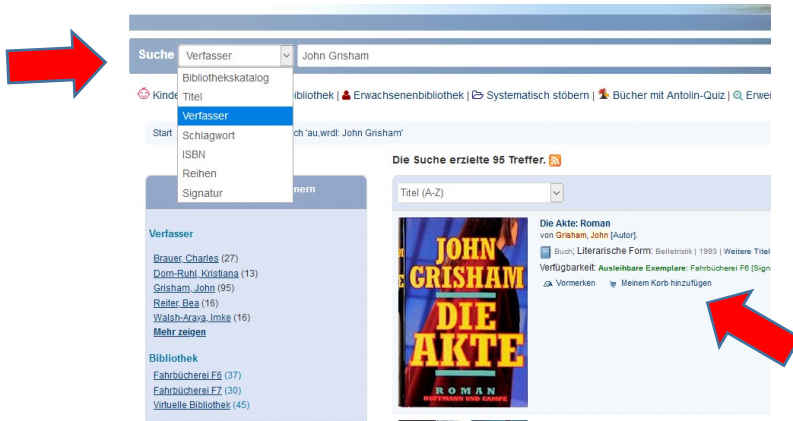 Suche Verfasser John Grisham
Bibliothekskatalog
Titel
Verfasser
Schlagwort
ISBN
Reihen
Signatur
Kinde ibliothek | Erwachsenenbibliothek | Systematisch stöbern | Bücher mit Antolin-Quiz | Erwei
Start ch 'au,wrdl: John Grisham'
Die Suche erzielte 95 Treffer.
nern
Titel (A-Z)
Verfasser
Brauer, Charles (27)
Dorn-Ruhl, Kristiana (13)
Grisham, John (95)
Reiter, Bea (16)
Walsh-Araya, Imke (16)
Mehr zeigen
Bibliothek
Fahrbücherei F6 (37)
Fahrbücherei F7 (30)
Virtuelle Bibliothek (45)
JOHN
GRISHAM
DIE
AKTE
ROMAN
HOFFMANN UND CAMPE
Die Akte: Roman
von Grisham, John [Autor].
Buch; Literarische Form: Belletristik | 1993 | Weitere Titel
Verfügbarkeit: Ausleihbare Exemplare: Fahrbücherei F6 [Sign
Vormerken Meinem Korb hinzufügen